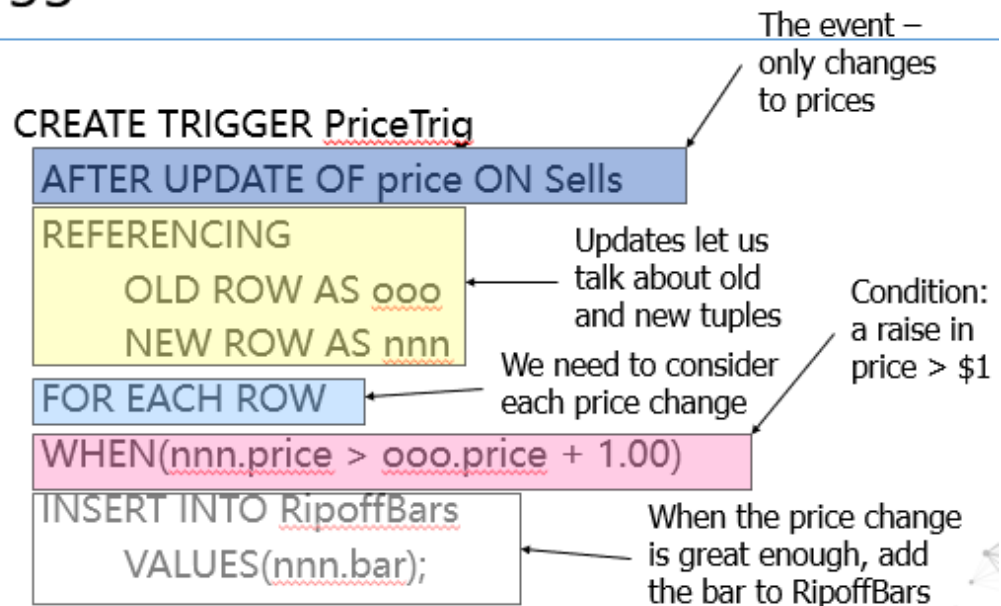 The event –
only changes
to prices
CREATE TRIGGER PriceTrig
AFTER UPDATE OF price ON Sells
REFERENCING
OLD ROW AS ooo
NEW ROW AS nnn
Updates let us
talk about old
and new tuples
Condition:
a raise in
price > $1
FOR EACH ROW
We need to consider
each price change
WHEN(nnn.price > ooo.price + 1.00)
INSERT INTO RipoffBars
VALUES(nnn.bar);
When the price change
is great enough, add
the bar to RipoffBars